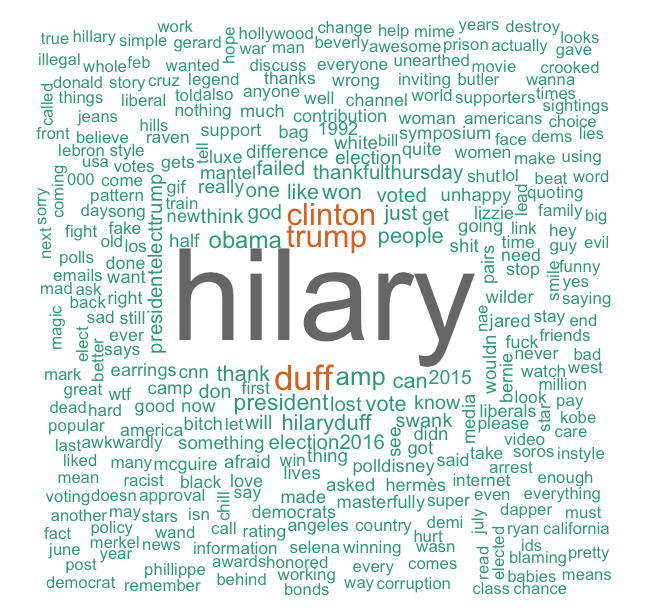 work
true hillary simple gerard hope hollywood change help mime years destroy
illegal whole feb wanted war man beverly awesome prison actually looks gave
donald story cruz legend discuss everyone unearthed movie crooked
called things liberal told also thanks wrong inviting butler wanna
jeans nothing much anyone well channel world supporters times sightings
front believe hills raven support bag 1992 contribution woman americans choice
lebron style tell luxe difference white bill symposium face dems lies
usa votes gets mantel failed election quite women make using
000 come gif really one like won thankfulthursday shut lol beat word
sorry coming pattern train voted unhappy lead quoting
day song new think god clinton just get lizzie family big
next fight fake presidentelecttrump half obama trump people going link hey
old los shit time guy evil
polls done need
emails want pairs stop smile funny
mad ask hilary wilder yes saying
back right nae
magic sad still jared stay end
elect ever fuck friends
better says wouldn never bad
mark earrings cnn thank duff amp can 2015 bernie watch west
great camp don first million
wtf president lost vote know look pay
dead hard good now media liberals star kobe
popular america bitch let will hilaryduff swank please care
last awkwardly something election2016 see didn video
liked many mcguire afraid win thing poll disney got said take soros instyle
mean racist black love lives asked hermès internet arrest enough
voting doesn approval say made masterfully super even everything
another may stars isn chill democrats dapper must
fact policy wand call rating angeles country demi hurt july ryan california
june merkel news information selena winning wasn read elected ids
year blaming pretty
post phillippe awards honored every comes babies means
democrat remember behind working bonds way corruption class chance